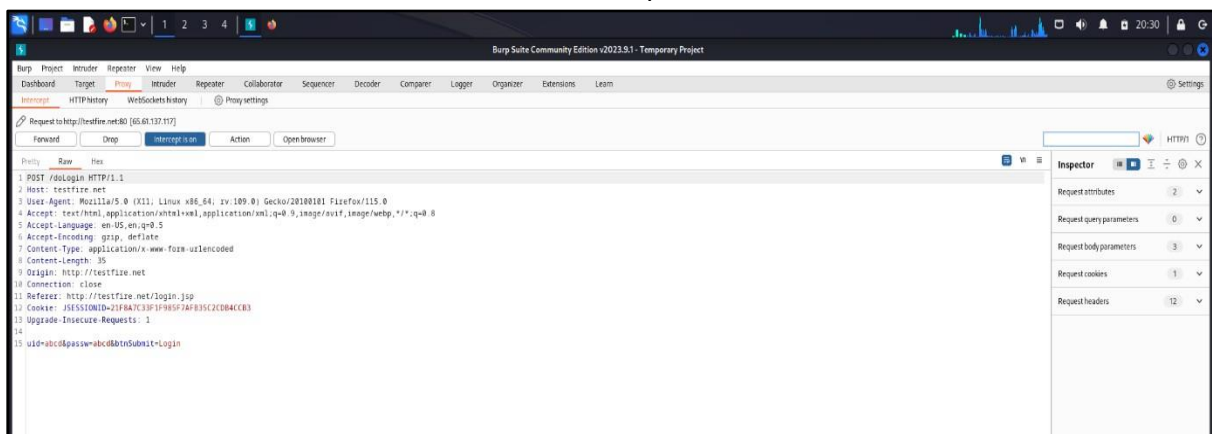 1 2 3 4 20:30
Burp Suite Community Edition v2023.9.1 - Temporary Project
Burp Project Intruder Repeater View Help
Dashboard Target Proxy Intruder Repeater Collaborator Sequencer Decoder Comparer Logger Organizer Extensions Learn Settings
Intercept HTTP history WebSockets history Proxy settings
Request to http://testfire.net:80 [65.61.137.117]
Forward Drop Intercept is on Action Open browser HTTP/1
Pretty Raw Hex
Inspector
1 POST /doLogin HTTP/1.1
2 Host: testfire.net
3 User-Agent: Mozilla/5.0 (X11; Linux x86_64; rv:109.0) Gecko/20100101 Firefox/115.0
4 Accept: text/html,application/xhtml+xml,application/xml;q=0.9,image/avif,image/webp,*/*;q=0.8
5 Accept-Language: en-US,en;q=0.5
6 Accept-Encoding: gzip, deflate
7 Content-Type: application/x-www-form-urlencoded
8 Content-Length: 35
9 Origin: http://testfire.net
10 Connection: close
11 Referer: http://testfire.net/login.jsp
12 Cookie:
13 Upgrade-Insecure-Requests: 1
14
15 uid=abcd&passw=abcd&btnSubmit=Login
Request attributes 2
Request query parameters 0
Request body parameters 3
Request cookies 1
Request headers 12